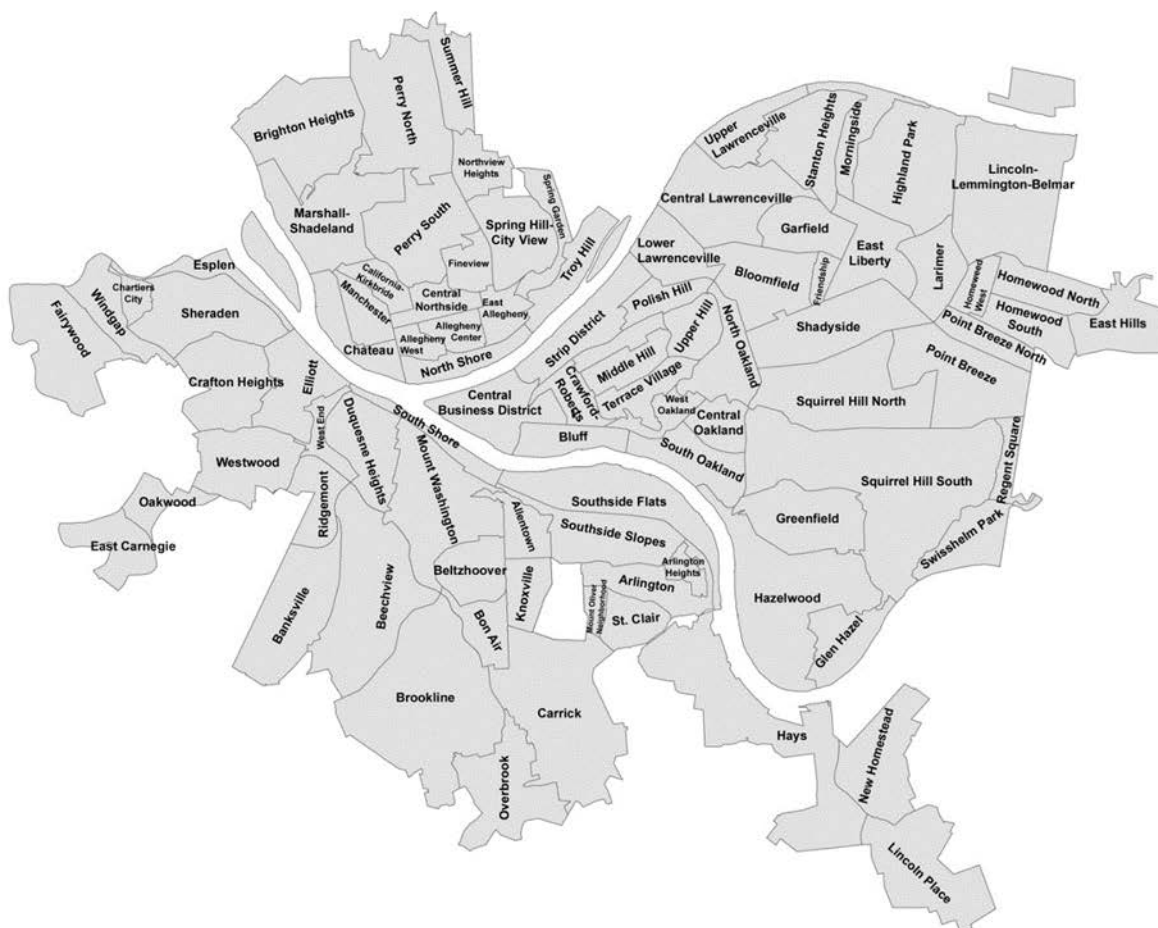 Summer Hill
Perry North
Brighton Heights
Northview
Heights
Spring Garden
Marshall-
Shadeland
Perry South
Spring Hill-
City View
Troy Hill
Fineview
California-
Kirkbride
Manchester
Central
Northside
East
Allegheny
Allegheny
Center
Allegheny
West
Chateau
North Shore
Upper
Lawrenceville
Stanton Heights
Morningside
Highland Park
Lincoln-
Lemmington-Belmar
Central Lawrenceville
Garfield
East
Liberty
Larimer
Lower
Lawrenceville
Bloomfield
Friendship
Homeweed
West
Homewood North
Homewood
South
East Hills
Point Breeze North
Point Breeze
Shadyside
Polish Hill
Strip District
Upper Hill
North Oakland
Middle Hill
Crawford-
Roberts
Terrace Village
West
Oakland
Central
Oakland
South Oakland
Central
Business District
Bluff
Squirrel Hill North
Squirrel Hill South
Regent Square
Swisshelm Park
Greenfield
Hazelwood
Glen Hazel
Esplen
Chartiers
City
Windgap
Fairywood
Sheraden
Crafton Heights
Elliott
West End
Duquesne Heights
South Shore
Mount Washington
Westwood
Oakwood
East Carnegie
Ridgemont
Banksville
Beechview
Beltzhoover
Allentown
Knoxville
Bon Air
Southside Flats
Southside Slopes
Arlington
Heights
Arlington
Mount Oliver
Neighborhood
St. Clair
Brookline
Carrick
Overbrook
Hays
New Homestead
Lincoln Place